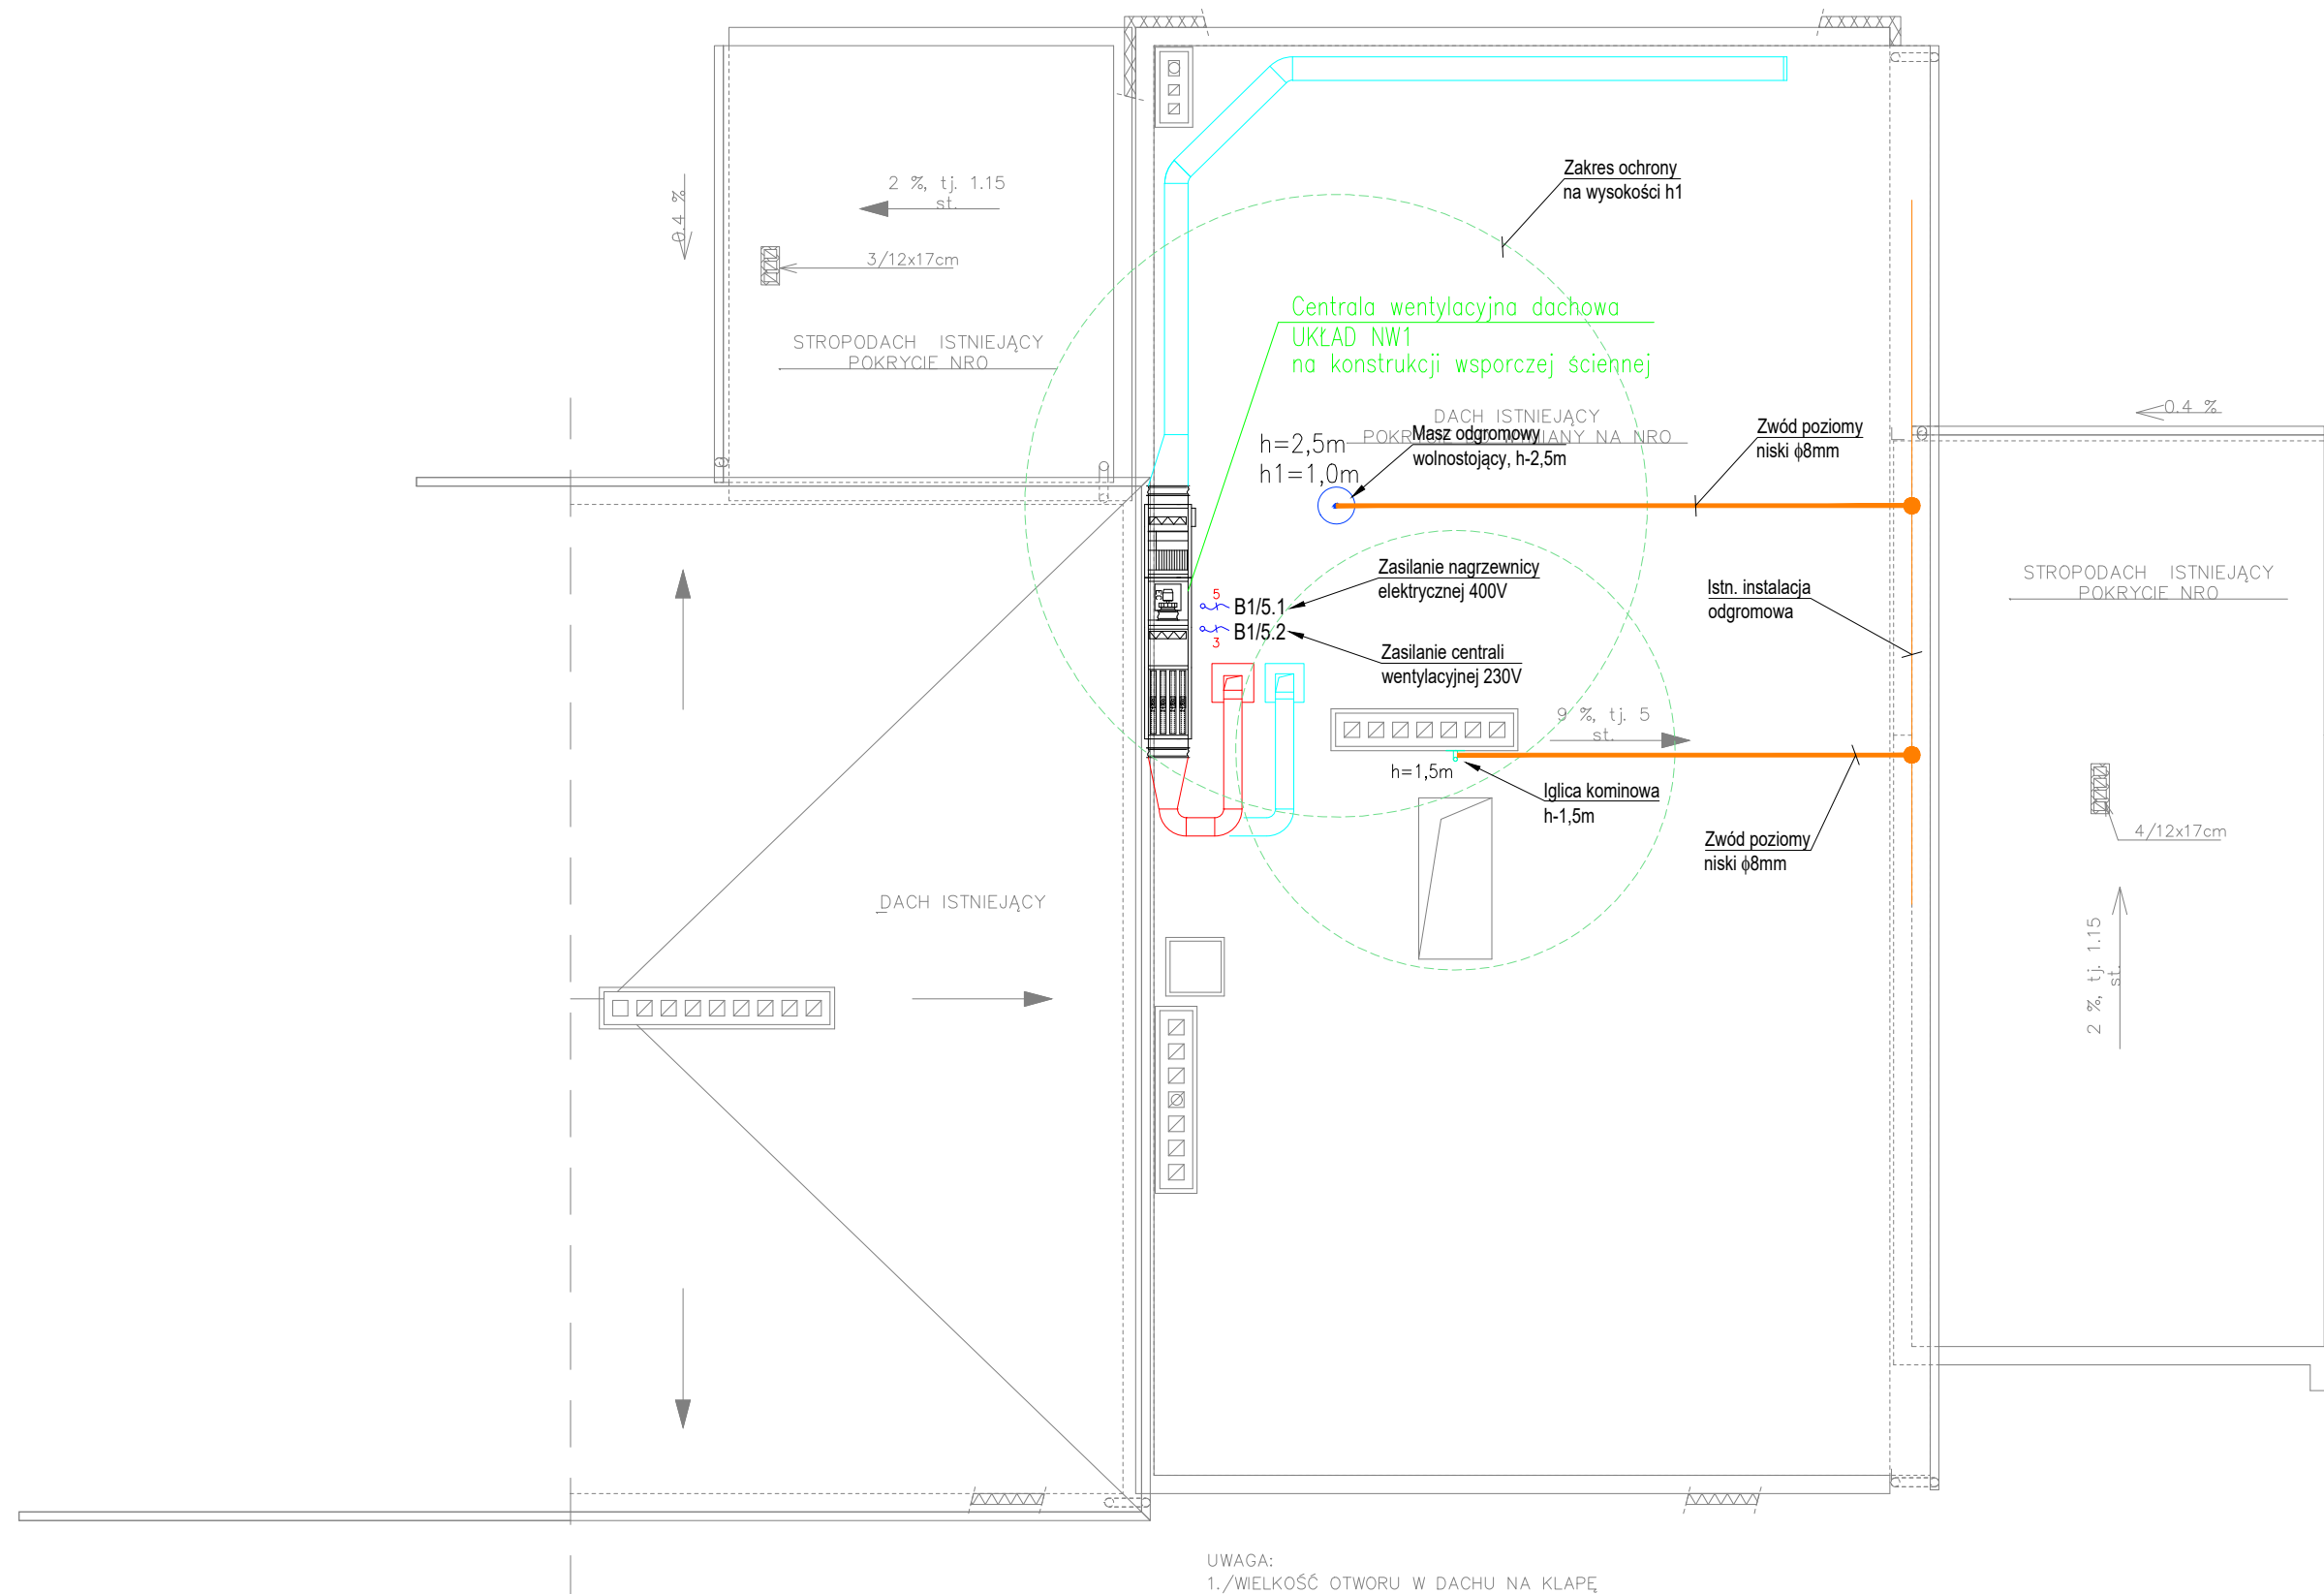 Zakres ochrony
na wysokości h1
2 %, tj. 1.15
st.
0.4 %
3/12x17cm
STROPODACH ISTNIEJĄCY
POKRYCIE NRO
Centrala wentylacyjna dachowa
UKŁAD NW1
na konstrukcji wsporczej ściennej
DACH ISTNIEJĄCY
NA NRO
h=2,5m
h1=1,0m
Masz odgromowy
wolnostojący, h-2,5m
Zwód poziomy
niski ϕ8mm
0.4 %
Zasilanie nagrzewnicy
elektrycznej 400V
5
B1/5.1
B1/5.2
3
Zasilanie centrali
wentylacyjnej 230V
Istn. instalacja
odgromowa
STROPODACH ISTNIEJĄCY
POKRYCIE NRO
9 %, tj. 5
st.
h=1,5m
Iglica kominowa
h-1,5m
Zwód poziomy
niski ϕ8mm
4/12x17cm
DACH ISTNIEJĄCY
2 %, tj. 1.15
st.
UWAGA:
1./WIELKOŚĆ OTWORU W DACHU NA KLAPĘ